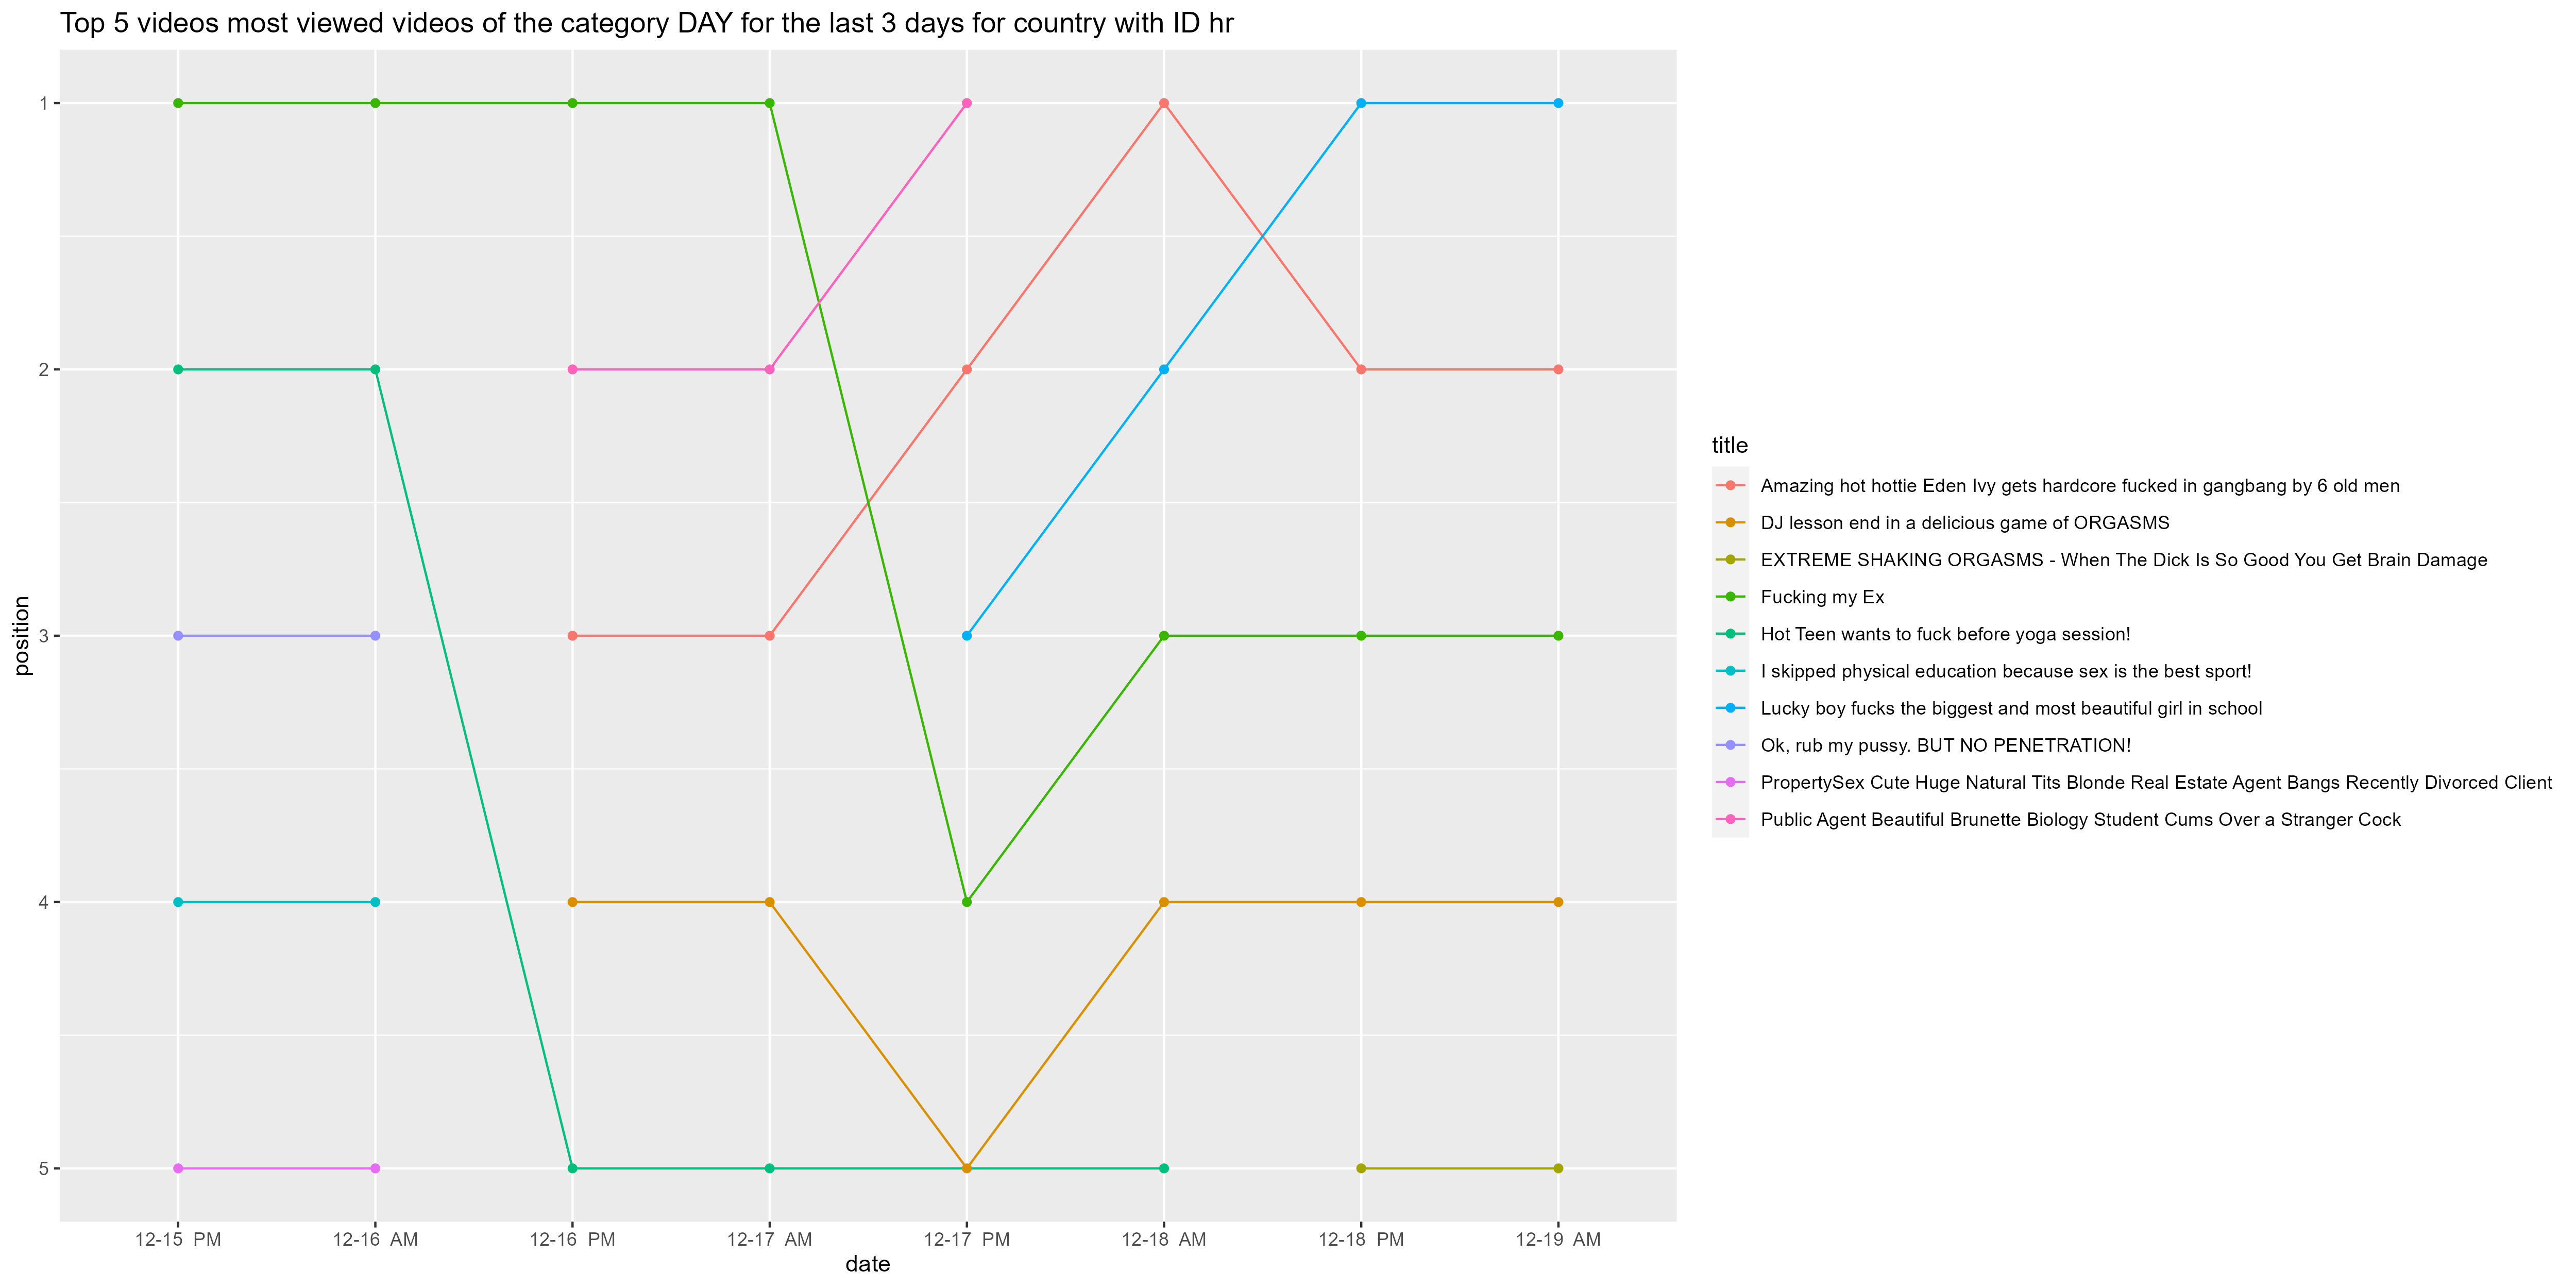 Top 5 videos most viewed videos of the category DAY for the last 3 days for country with ID hr
position
1
2
3
4
5
12-15 PM
12-16 AM
12-16 PM
12-17 AM
12-17 PM
12-18 AM
12-18 PM
12-19 AM
date
title
Amazing hot hottie Eden Ivy gets hardcore fucked in gangbang by 6 old men
DJ lesson end in a delicious game of ORGASMS
EXTREME SHAKING ORGASMS - When The Dick Is So Good You Get Brain Damage
Fucking my Ex
Hot Teen wants to fuck before yoga session!
I skipped physical education because sex is the best sport!
Lucky boy fucks the biggest and most beautiful girl in school
Ok, rub my pussy. BUT NO PENETRATION!
PropertySex Cute Huge Natural Tits Blonde Real Estate Agent Bangs Recently Divorced Client
Public Agent Beautiful Brunette Biology Student Cums Over a Stranger Cock